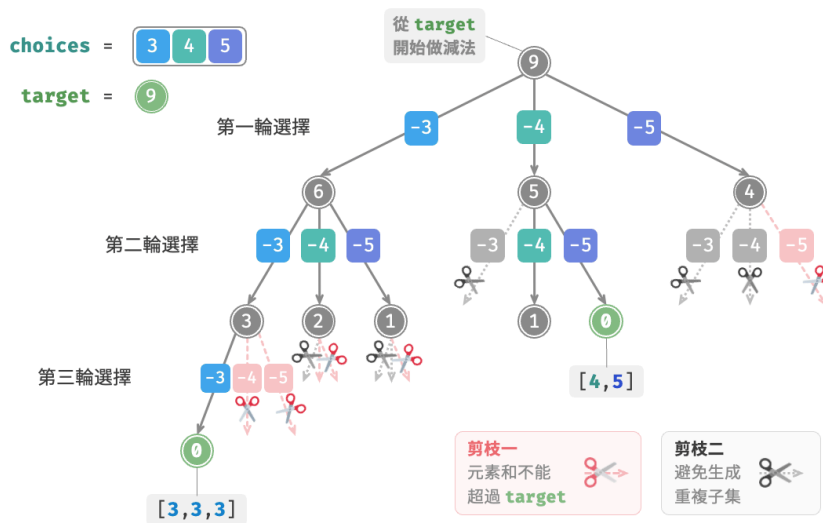 從 target
開始做減法
choices = 3 4 5
target = 9
9
第一輪選擇
-3 -4 -5
6 5 4
第二輪選擇
-3 -4 -5 -3 -4 -5 -3 -4 -5
3 2 1 1 0
第三輪選擇
-3 -4 -5
[4,5]
0
[3,3,3]
剪枝一
元素和不能
超過 target
剪枝二
避免生成
重複子集